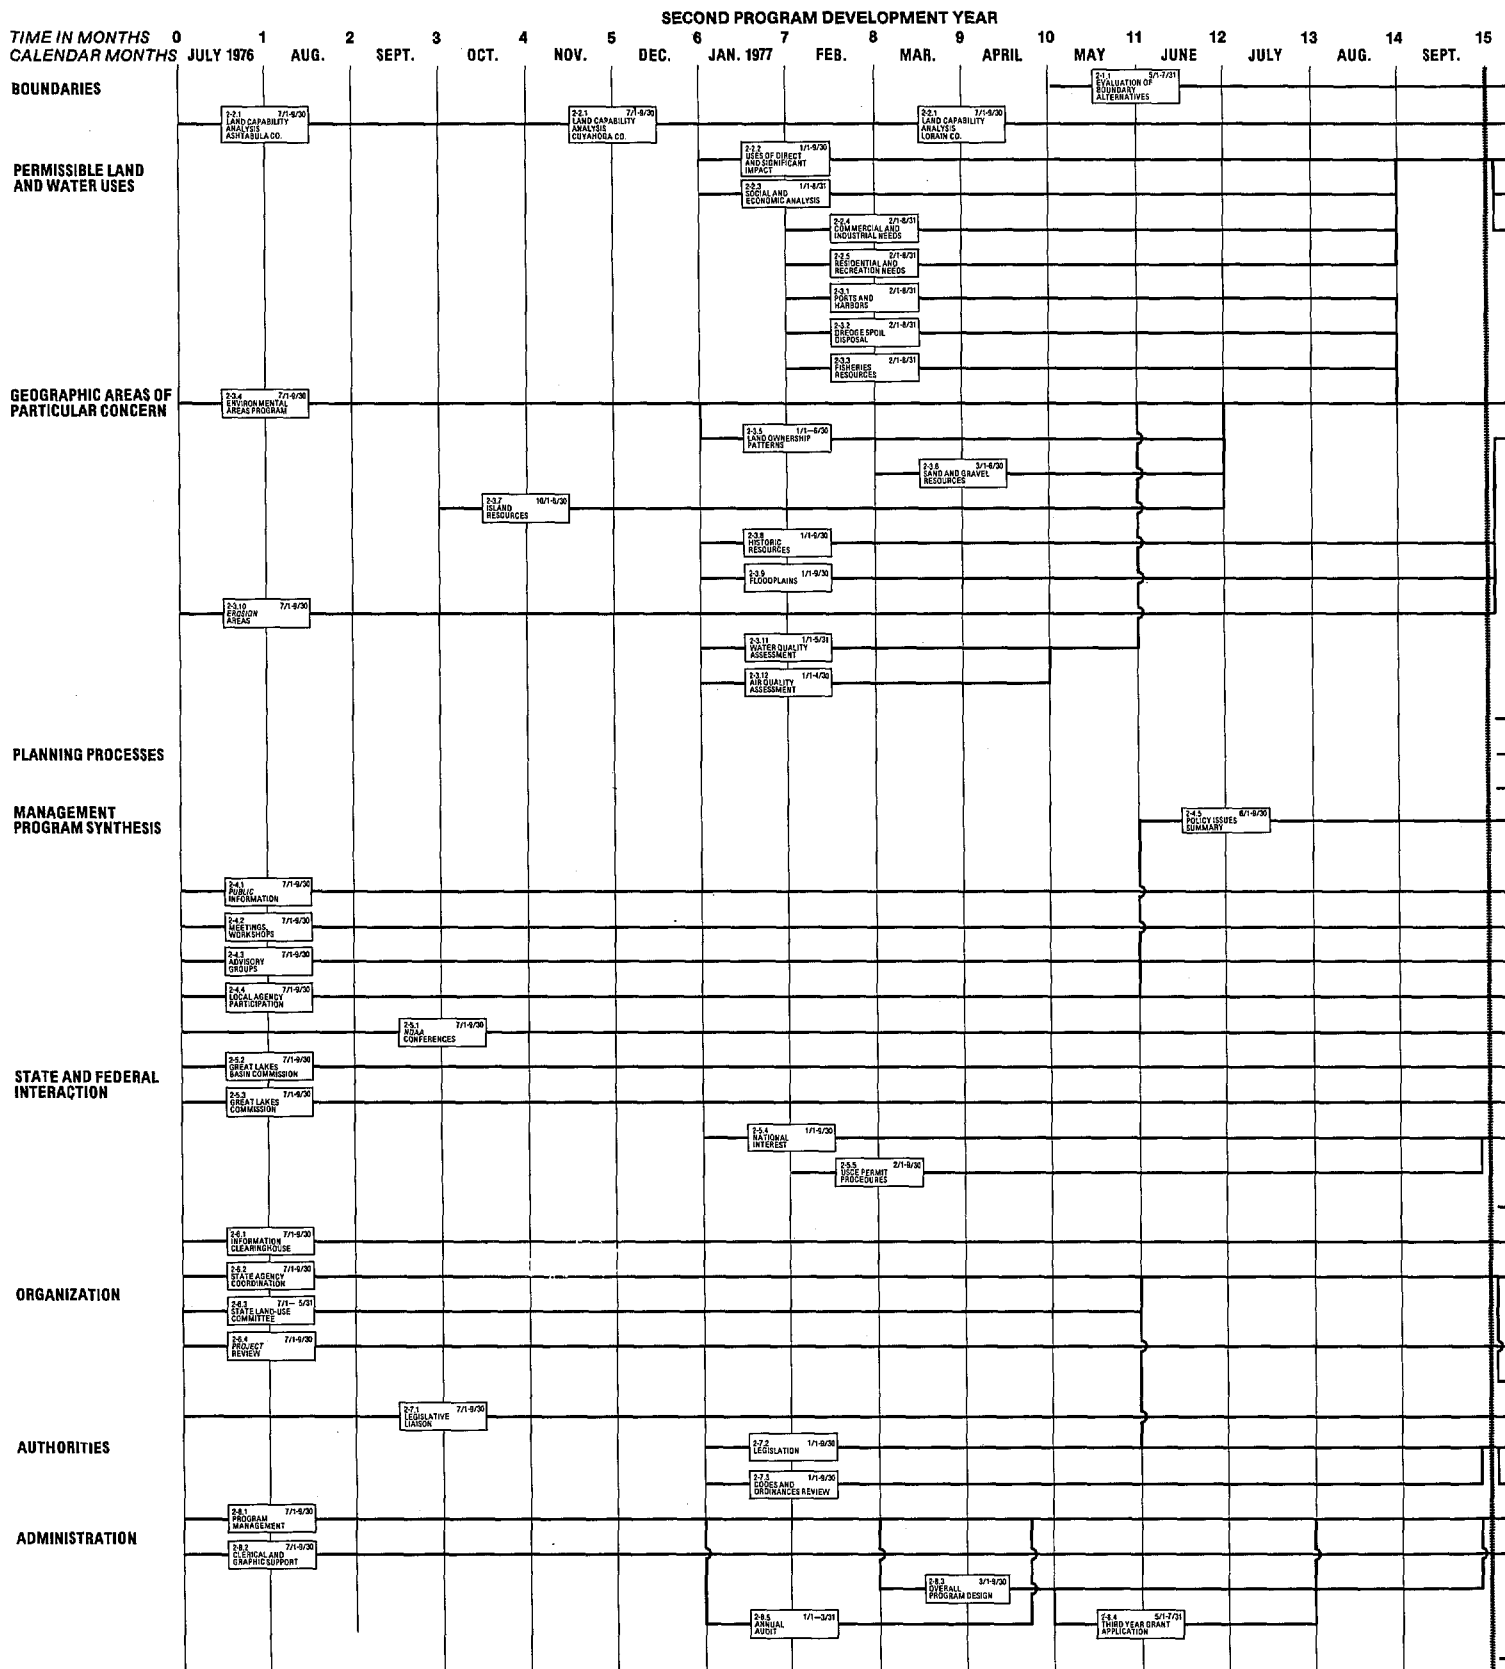 SECOND PROGRAM DEVELOPMENT YEAR
TIME IN MONTHS 0 1 2 3 4 5 6 7 8 9 10 11 12 13 14 15
CALENDAR MONTHS JULY 1976 AUG. SEPT. OCT. NOV. DEC. JAN. 1977 FEB. MAR. APRIL MAY JUNE JULY AUG. SEPT.
BOUNDARIES
2-1.1 5/1-7/31
EVALUATION OF
BOUNDARY
ALTERNATIVES
2-2.1 7/1-9/30
LAND CAPABILITY
ANALYSIS
ASHTABULA CO.
2-2.1 7/1-9/30
LAND CAPABILITY
ANALYSIS
CUYAHOGA CO.
2-2.1 7/1-9/30
LAND CAPABILITY
ANALYSIS
LORAIN CO.
PERMISSIBLE LAND
AND WATER USES
2-2.2 1/1-9/30
USES OF DIRECT
AND SIGNIFICANT
IMPACT
2-2.3 1/1-8/31
SOCIAL AND
ECONOMIC ANALYSIS
2-2.4 2/1-8/31
COMMERCIAL AND
INDUSTRIAL NEEDS
2-2.5 2/1-8/31
RESIDENTIAL AND
RECREATION NEEDS
2-3.1 2/1-8/31
PORTS AND
HARBORS
2-3.2 2/1-8/31
DREDGE SPOIL
DISPOSAL
2-3.3 2/1-8/31
FISHERIES
RESOURCES
GEOGRAPHIC AREAS OF
PARTICULAR CONCERN
2-3.4 7/1-9/30
ENVIRONMENTAL
AREAS PROGRAM
2-3.5 1/1—6/30
LAND OWNERSHIP
PATTERNS
2-3.6 3/1-6/30
SAND AND GRAVEL
RESOURCES
2-3.7 10/1-6/30
ISLAND
RESOURCES
2-3.8 1/1-9/30
HISTORIC
RESOURCES
2-3.9 1/1-9/30
FLOODPLAINS
2-3.10 7/1-9/30
EROSION
AREAS
2-3.11 1/1-5/31
WATER QUALITY
ASSESSMENT
2-3.12 1/1-4/30
AIR QUALITY
ASSESSMENT
PLANNING PROCESSES
MANAGEMENT
PROGRAM SYNTHESIS
2-4.5 6/1-9/30
POLICY ISSUES
SUMMARY
2-4.1 7/1-9/30
PUBLIC
INFORMATION
2-4.2 7/1-9/30
MEETINGS,
WORKSHOPS
2-4.3 7/1-9/30
ADVISORY
GROUPS
2-4.4 7/1-9/30
LOCAL AGENCY
PARTICIPATION
2-5.1 7/1-9/30
NOAA
CONFERENCES
STATE AND FEDERAL
INTERACTION
2-5.2 7/1-9/30
GREAT LAKES
BASIN COMMISSION
2-5.3 7/1-9/30
GREAT LAKES
COMMISSION
2-5.4 1/1-9/30
NATIONAL
INTEREST
2-5.5 2/1-9/30
USCE PERMIT
PROCEDURES
2-6.1 7/1-9/30
INFORMATION
CLEARINGHOUSE
ORGANIZATION
2-6.2 7/1-9/30
STATE AGENCY
COORDINATION
2-6.3 7/1— 5/31
STATE LAND-USE
COMMITTEE
2-6.4 7/1-9/30
PROJECT
REVIEW
2-7.1 7/1-9/30
LEGISLATIVE
LIAISON
AUTHORITIES
2-7.2 1/1-9/30
LEGISLATION
2-7.3 1/1-9/30
CODES AND
ORDINANCES REVIEW
ADMINISTRATION
2-8.1 7/1-9/30
PROGRAM
MANAGEMENT
2-8.2 7/1-9/30
CLERICAL AND
GRAPHIC SUPPORT
2-8.3 3/1-9/30
OVERALL
PROGRAM DESIGN
2-8.5 1/1—3/31
ANNUAL
AUDIT
2-8.4 5/1-7/31
THIRD YEAR GRANT
APPLICATION